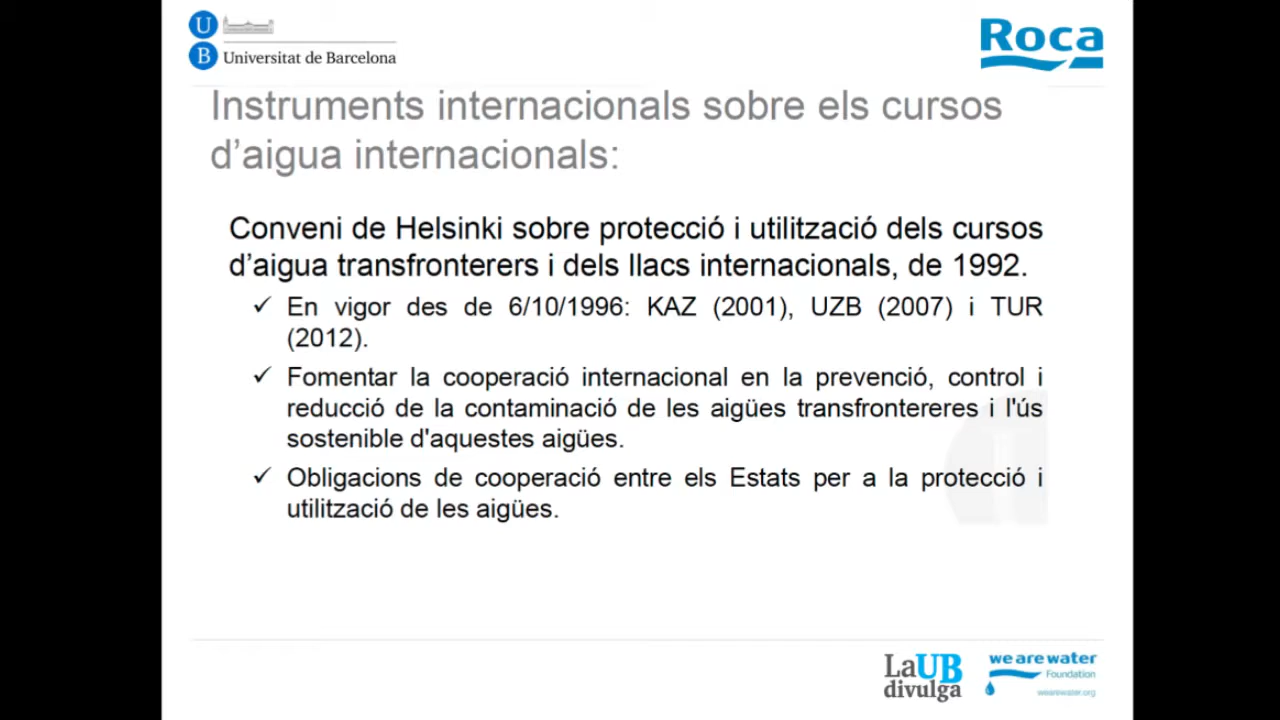 U
B Universitat de Barcelona
Roca
Instruments internacionals sobre els cursos
d’aigua internacionals:
Conveni de Helsinki sobre protecció i utilització dels cursos
d’aigua transfronterers i dels llacs internacionals, de 1992.
✓ En vigor des de 6/10/1996: KAZ (2001), UZB (2007) i TUR
(2012).
✓ Fomentar la cooperació internacional en la prevenció, control i
reducció de la contaminació de les aigües transfrontereres i l'ús
sostenible d'aquestes aigües.
✓ Obligacions de cooperació entre els Estats per a la protecció i
utilització de les aigües.
LaUB
divulga
we are water
Foundation
wearewater.org